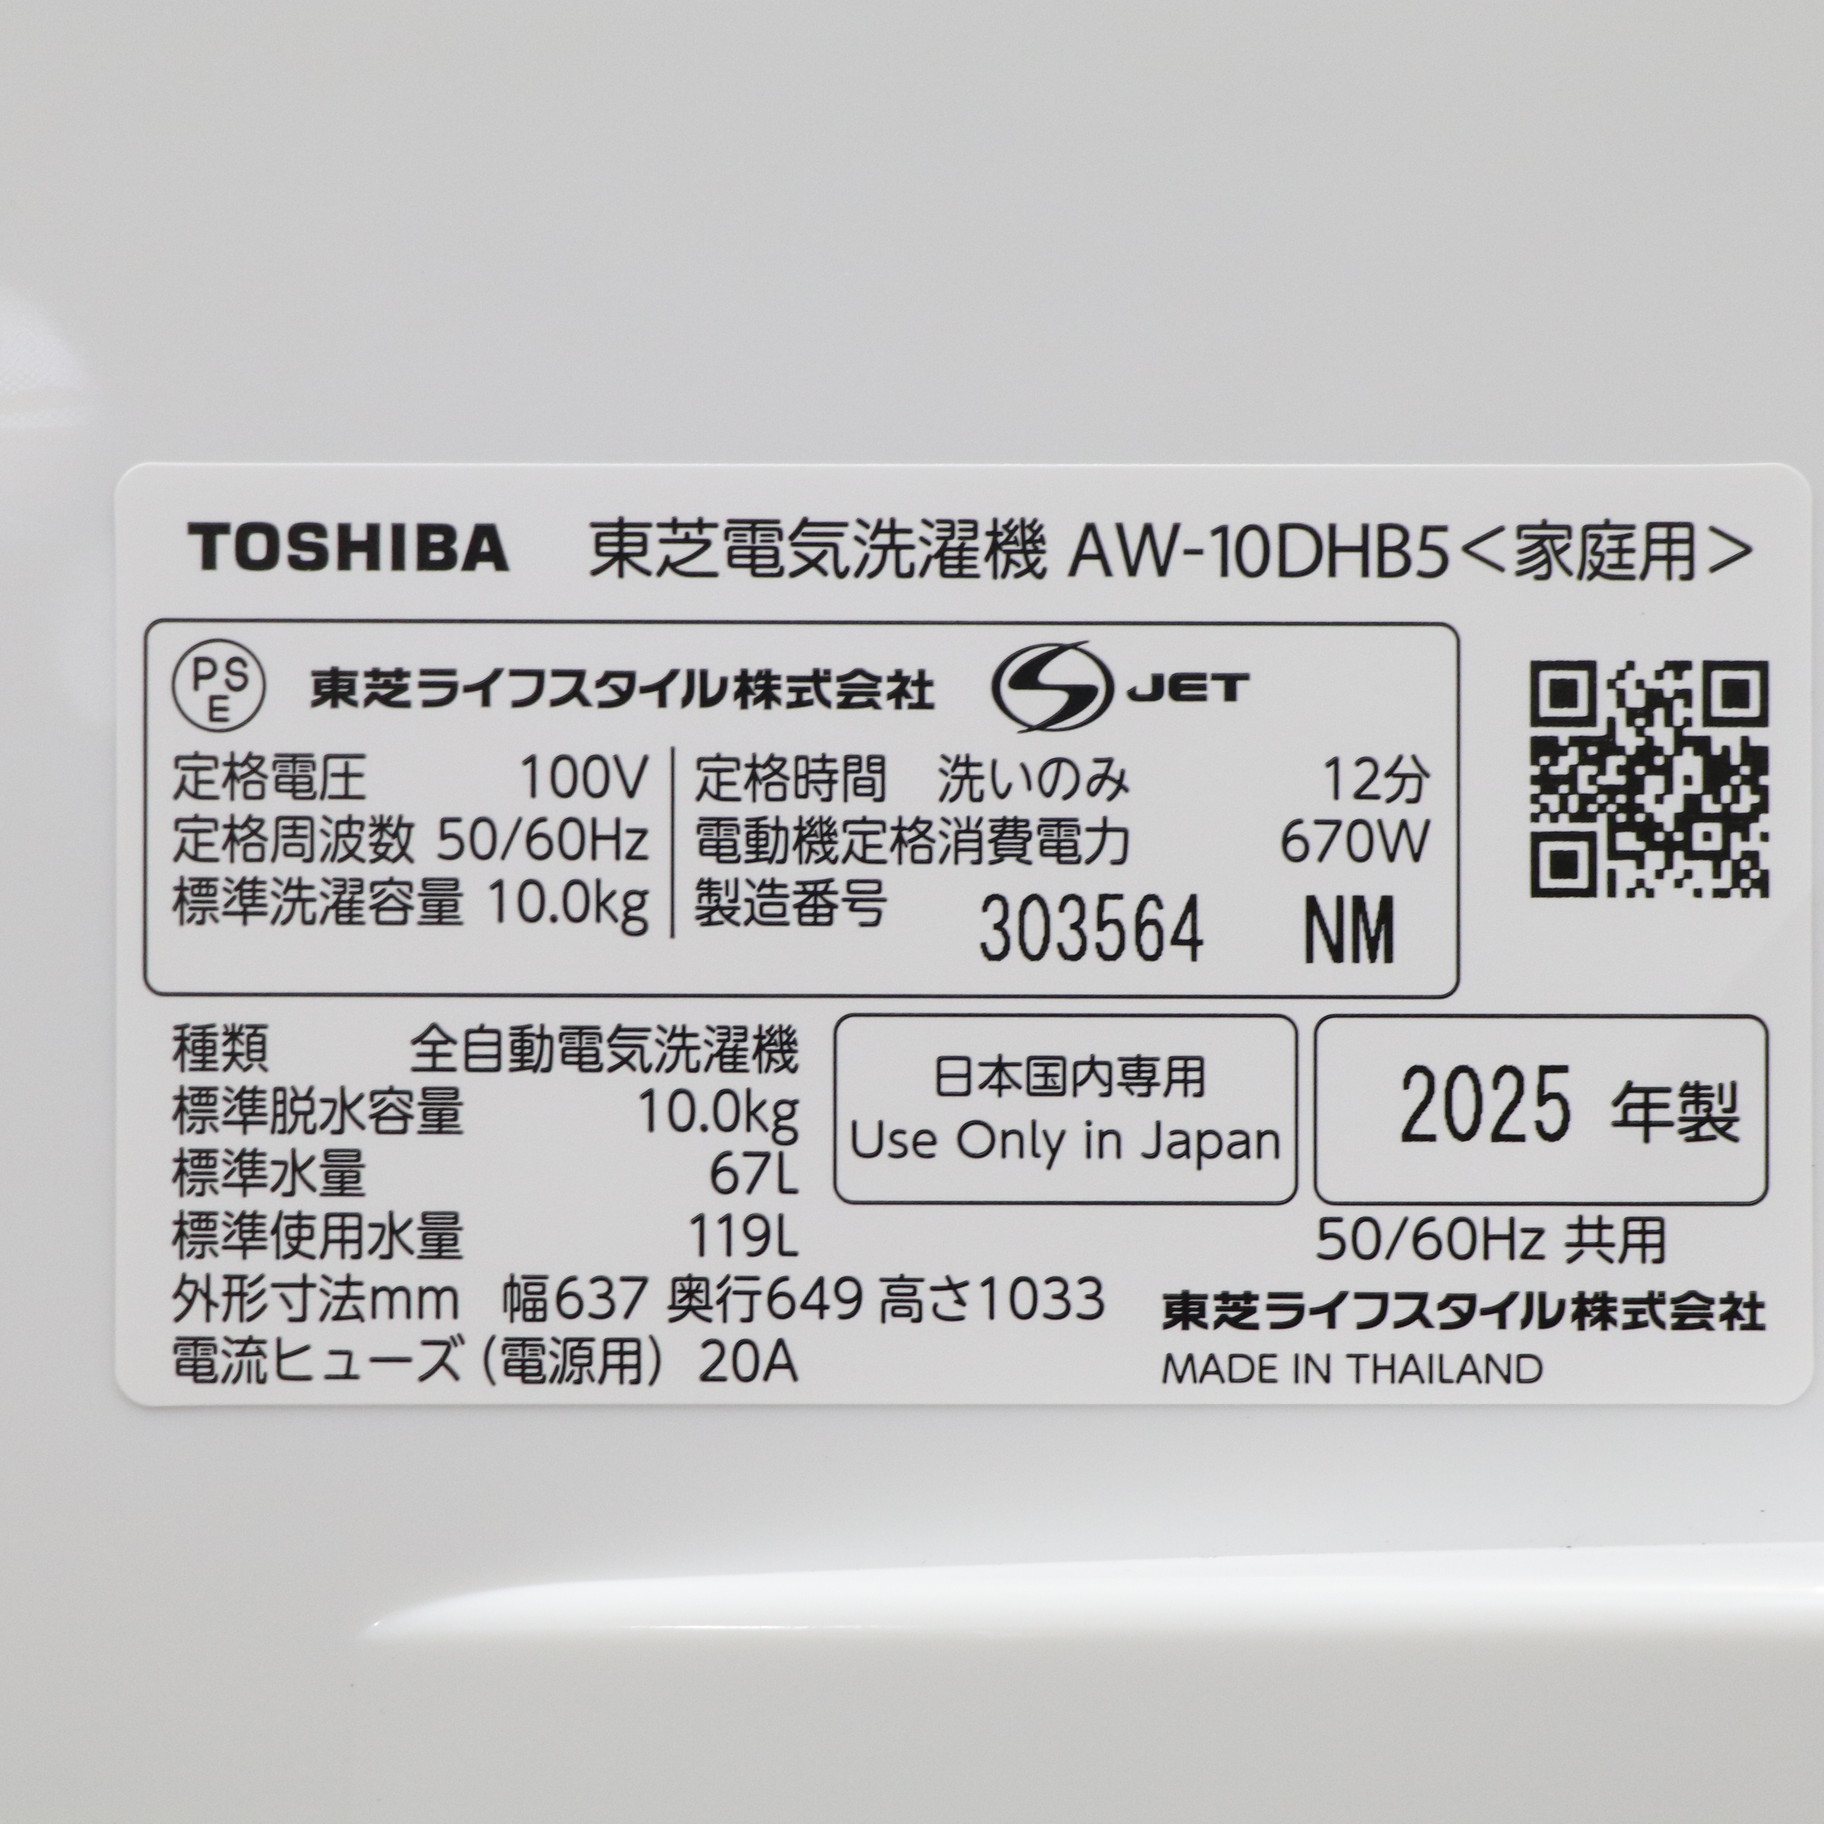 TOSHIBA 東芝電気洗濯機 AW-10DHB5<家庭用>
PSE 東芝ライフスタイル株式会社 S JET
定格電圧 100V 定格時間 洗いのみ 12分
定格周波数 50/60Hz 電動機定格消費電力 670W
標準洗濯容量 10.0kg 製造番号 303564 NM
種類 全自動電気洗濯機
標準脱水容量 10.0kg
標準水量 67L
標準使用水量 119L
外形寸法mm 幅637 奥行649 高さ1033
電流ヒューズ(電源用) 20A
日本国内専用
Use Only in Japan
2025 年製
50/60Hz 共用
東芝ライフスタイル株式会社
MADE IN THAILAND